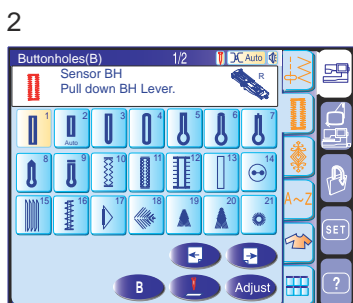 2
Buttonholes(B) 1/2 Auto
Sensor BH R
Pull down BH Lever.
1 2 3 4 5 6 7
Auto
8 9 10 11 12 13 14
15 16 17 18 19 20 21
A~Z
SET
B Adjust
?